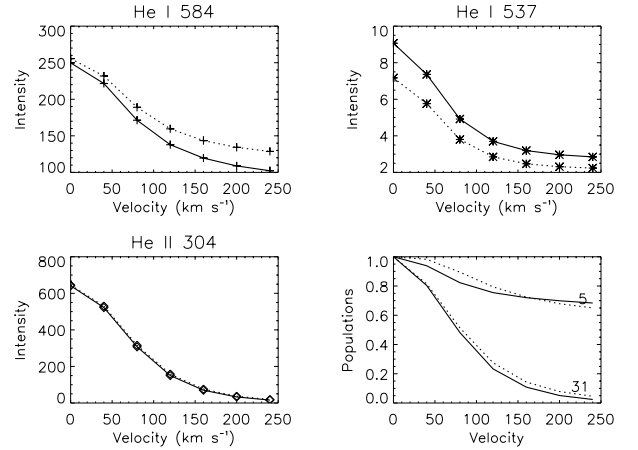 He I 584
300
250
200
150
100
Intensity
0 50 100 150 200 250
Velocity (km s⁻¹)
He I 537
10
8
6
4
2
Intensity
0 50 100 150 200 250
Velocity (km s⁻¹)
He II 304
800
600
400
200
0
Intensity
0 50 100 150 200 250
Velocity (km s⁻¹)
1.0
0.8
0.6
0.4
0.2
0.0
Populations
5
31
0 50 100 150 200 250
Velocity